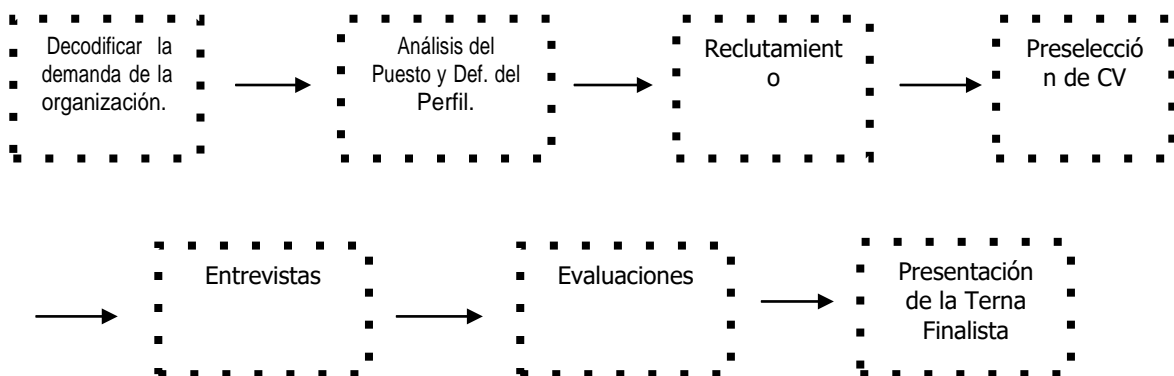 Decodificar la
demanda de la
organización.
Análisis del
Puesto y Def. del
Perfil.
Reclutamient
o
Preselecció
n de CV
Entrevistas
Evaluaciones
Presentación
de la Terna
Finalista